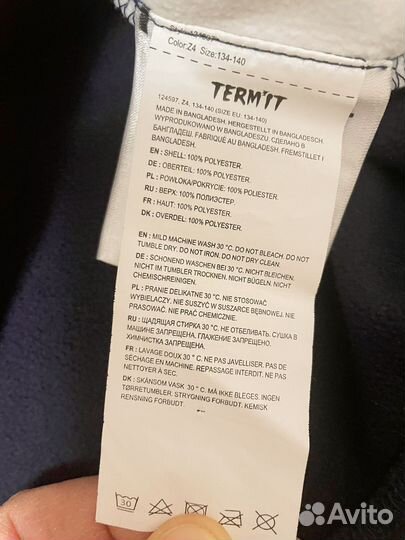 Color:Z4 Size:134-140
TERM'IT
124597, Z4, 134-140 (SIZE EU: 134-140)
MADE IN BANGLADESH. HERGESTELLT IN BANGLADESCH.
WYPRODUKOWANO W BANGLADESZU. СДЕЛАНО В
БАНГЛАДЕШ. FABRIQUÉ AU BANGLADESH. FREMSTILLET I
BANGLADESH.
EN : SHELL: 100% POLYESTER.
DE : OBERTEIL: 100% POLYESTER.
PL : POWŁOKA/POKRYCIE: 100% POLIESTER.
RU : ВЕРХ: 100% ПОЛИЭСТЕР.
FR : HAUT: 100% POLYESTER.
DK : OVERDEL: 100% POLYESTER.
EN : MILD MACHINE WASH 30 °C. DO NOT BLEACH. DO NOT
TUMBLE DRY. DO NOT IRON. DO NOT DRY CLEAN.
DE : SCHONEND WASCHEN BEI 30 °C. NICHT BLEICHEN.
NICHT IM TUMBLER TROCKNEN. NICHT BÜGELN. NICHT
CHEMISCH REINIGEN.
PL : PRANIE DELIKATNE 30 °C. NIE STOSOWAĆ
WYBIELACZY. NIE SUSZYĆ W SUSZARCE BĘBNOWEJ. NIE
PRASOWAĆ. NIE PRAĆ CHEMICZNIE.
RU : ЩАДЯЩАЯ СТИРКА 30 °C. НЕ ОТБЕЛИВАТЬ. СУШКА В
МАШИНЕ ЗАПРЕЩЕНА. ГЛАЖЕНИЕ ЗАПРЕЩЕНО.
ХИМЧИСТКА ЗАПРЕЩЕНА.
FR : LAVAGE DOUX 30 °C. NE PAS JAVELLISER. PAS DE
SÉCHAGE MÉCANIQUE. REPASSAGE INTERDIT. NE PAS
NETTOYER À SEC.
DK : SKÅNSOM VASK 30 °C. MÅ IKKE BLEGES. INGEN
TØRRETUMBLER. STRYGNING FORBUDT. KEMISK
RENSNING FORBUDT.
30
Avito